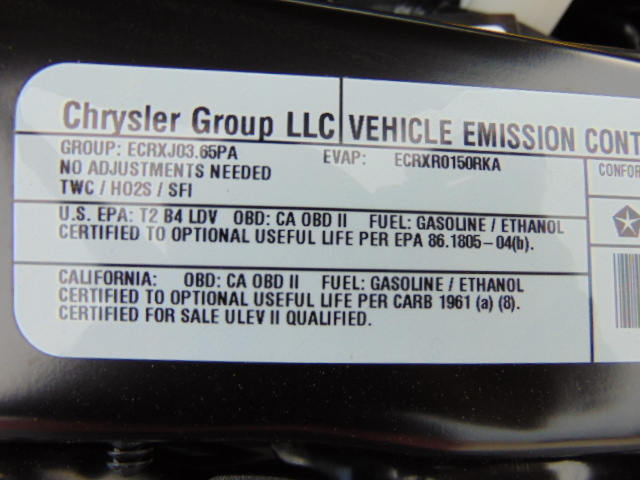 Chrysler Group LLC VEHICLE EMISSION CONT
GROUP: ECRXJ03.65PA EVAP: ECRXR0150RKA
NO ADJUSTMENTS NEEDED
TWC / HO2S / SFI
CONFOR
U.S. EPA: T2 B4 LDV OBD: CA OBD II FUEL: GASOLINE / ETHANOL
CERTIFIED TO OPTIONAL USEFUL LIFE PER EPA 86.1805-04(b).
CALIFORNIA: OBD: CA OBD II FUEL: GASOLINE / ETHANOL
CERTIFIED TO OPTIONAL USEFUL LIFE PER CARB 1961 (a) (8).
CERTIFIED FOR SALE ULEV II QUALIFIED.